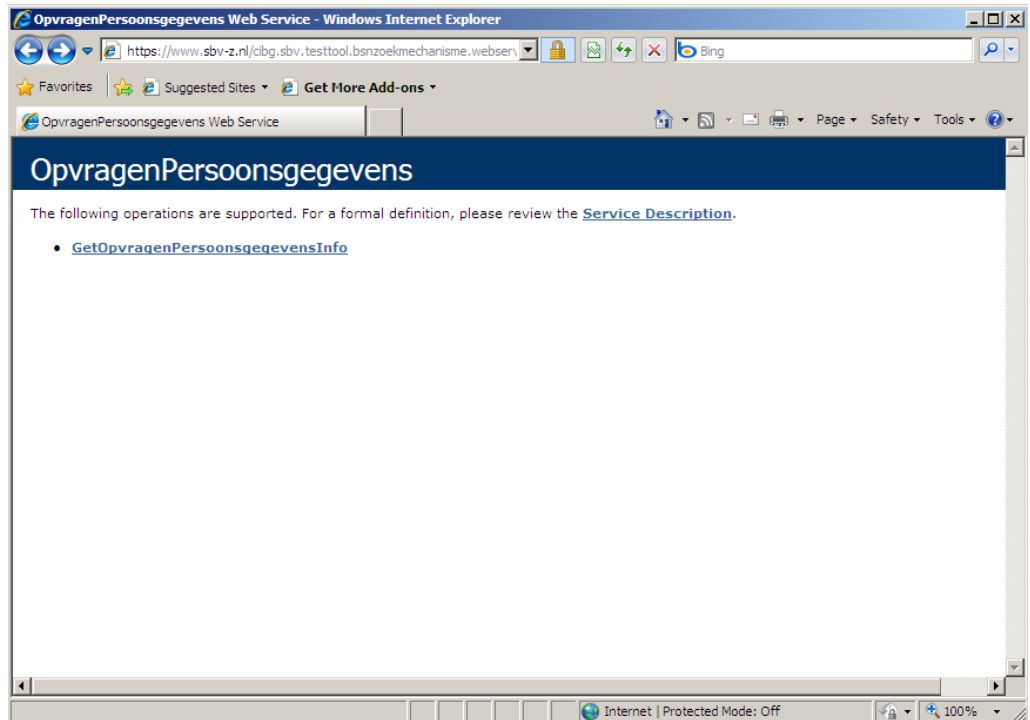 OpvragenPersoonsgegevens Web Service - Windows Internet Explorer
https://www.sbv-z.nl/cibg.sbv.testtool.bsnzoekmechanisme.webserv
Bing
Favorites Suggested Sites Get More Add-ons
OpvragenPersoonsgegevens Web Service Page Safety Tools
OpvragenPersoonsgegevens
The following operations are supported. For a formal definition, please review the Service Description.
• GetOpvragenPersoonsgegevensInfo
Internet | Protected Mode: Off 100%